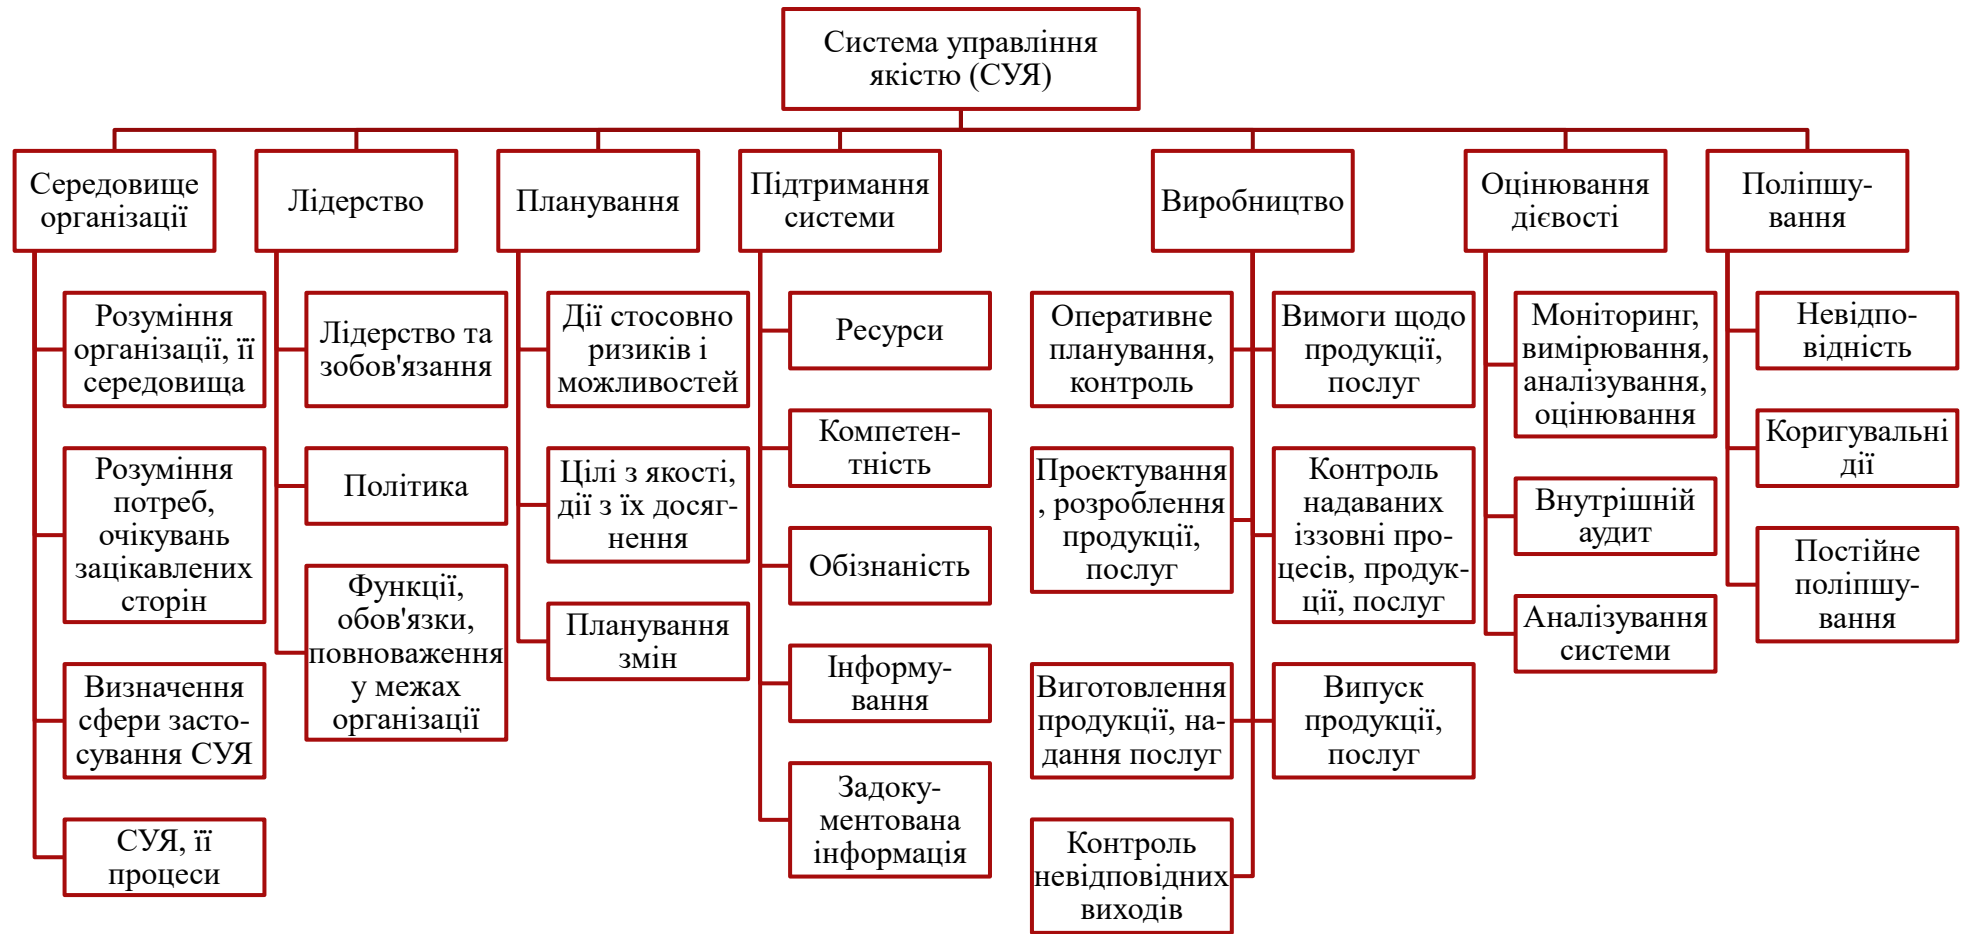 Система управління
якістю (СУЯ)
Середовище
організації
Лідерство
Планування
Підтримання
системи
Виробництво
Оцінювання
дієвості
Поліпшу-
вання
Розуміння
організації, її
середовища
Розуміння
потреб,
очікувань
зацікавлених
сторін
Визначення
сфери засто-
сування СУЯ
СУЯ, її
процеси
Лідерство та
зобов'язання
Політика
Функції,
обов'язки,
повноваження
у межах
організації
Дії стосовно
ризиків і
можливостей
Цілі з якості,
дії з їх досяг-
нення
Планування
змін
Ресурси
Компетен-
тність
Обізнаність
Інформу-
вання
Задоку-
ментована
інформація
Оперативне
планування,
контроль
Вимоги щодо
продукції,
послуг
Проектування
, розроблення
продукції,
послуг
Контроль
надаваних
іззовні про-
цесів, продук-
ції, послуг
Виготовлення
продукції, на-
дання послуг
Випуск
продукції,
послуг
Контроль
невідповідних
виходів
Моніторинг,
вимірювання,
аналізування,
оцінювання
Внутрішній
аудит
Аналізування
системи
Невідпо-
відність
Коригувальні
дії
Постійне
поліпшу-
вання